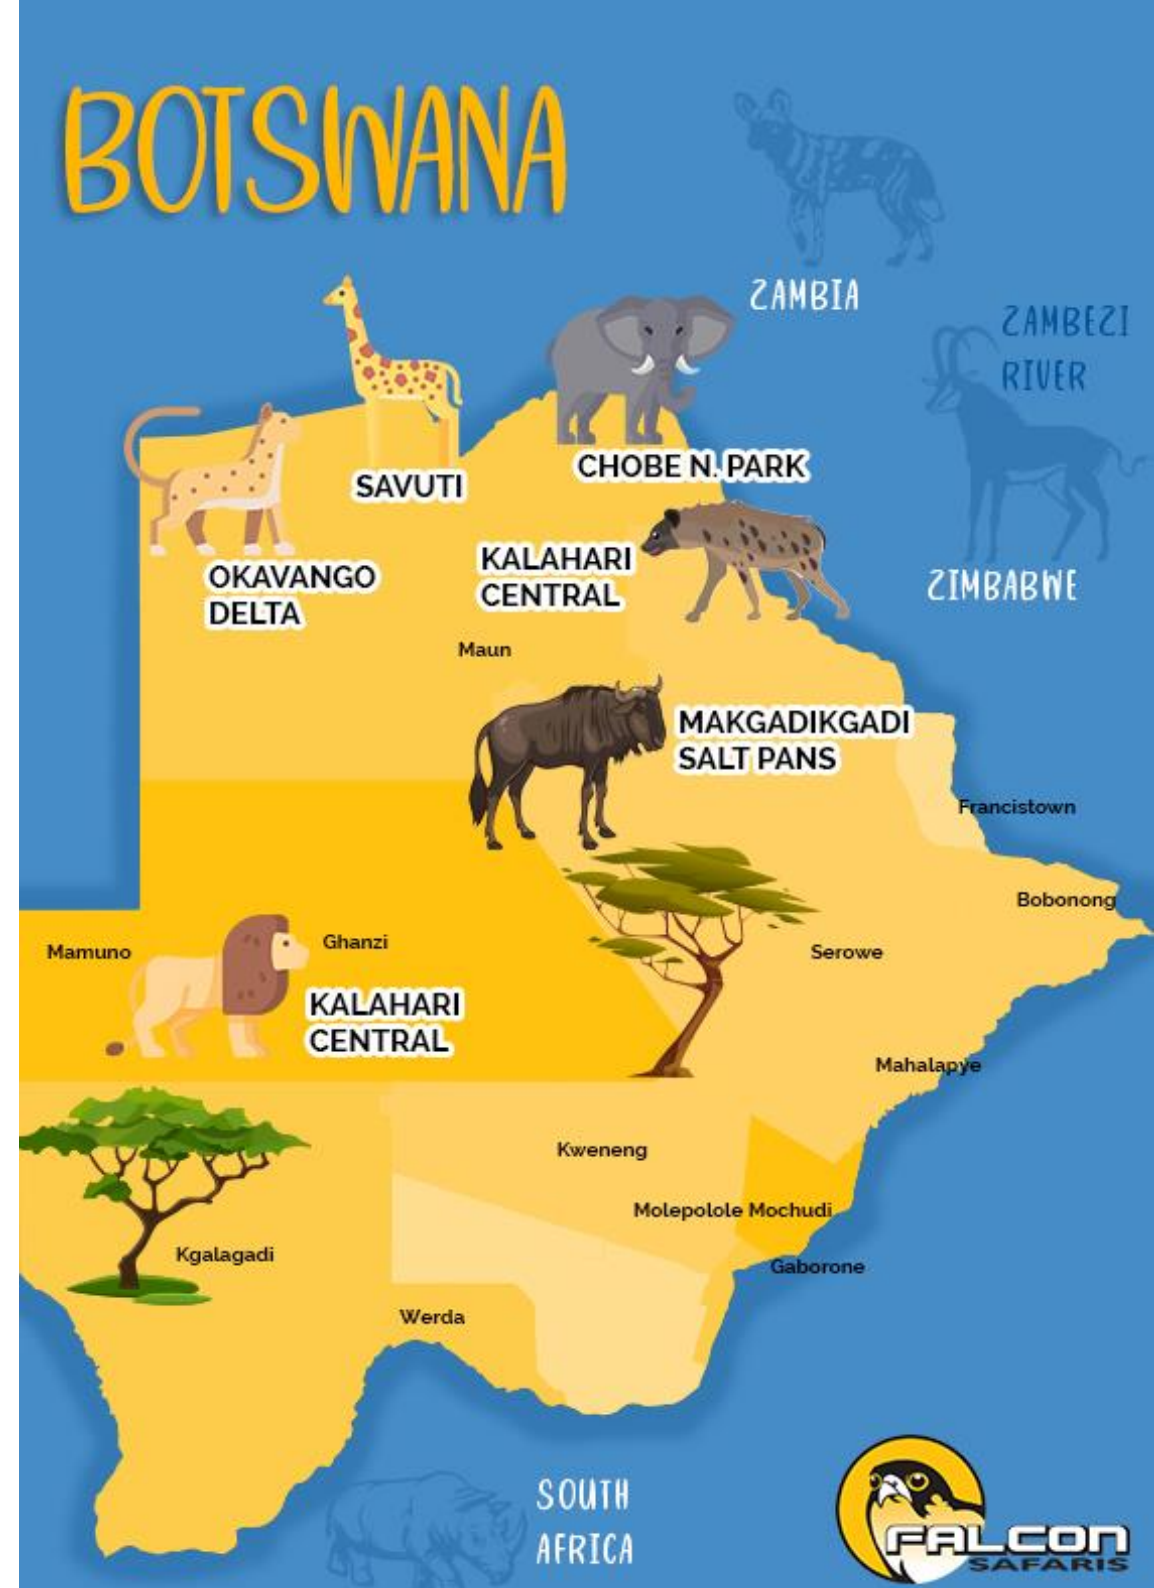 BOTSWANA
ZAMBIA
ZAMBEZI
RIVER
SAVUTI
CHOBE N. PARK
OKAVANGO
DELTA
KALAHARI
CENTRAL
ZIMBABWE
Maun
MAKGADIKGADI
SALT PANS
Francistown
Bobonong
Mamuno
Ghanzi
Serowe
KALAHARI
CENTRAL
Mahalapye
Kweneng
Molepolole Mochudi
Kgalagadi
Gaborone
Werda
SOUTH
AFRICA
FALCON
SAFARIS